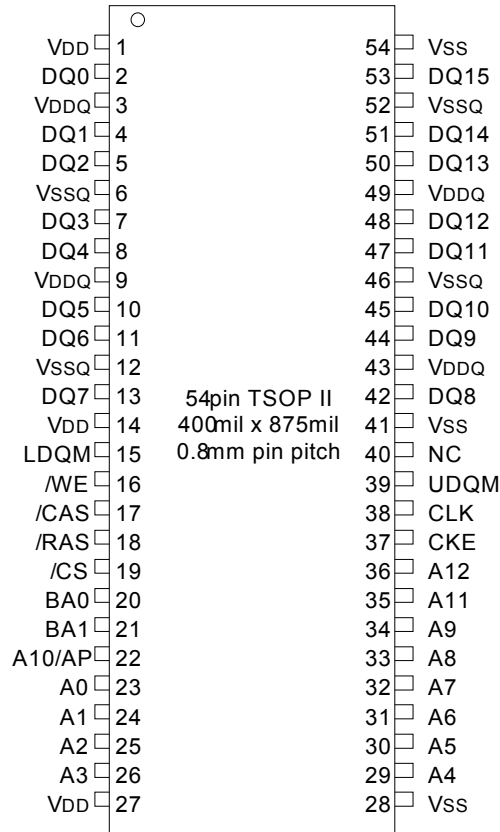 VDD 1 54 VSS
DQ0 2 53 DQ15
VDDQ 3 52 VSSQ
DQ1 4 51 DQ14
DQ2 5 50 DQ13
VSSQ 6 49 VDDQ
DQ3 7 48 DQ12
DQ4 8 47 DQ11
VDDQ 9 46 VSSQ
DQ5 10 45 DQ10
DQ6 11 44 DQ9
VSSQ 12 43 VDDQ
DQ7 13 54pin TSOP II 42 DQ8
VDD 14 400mil x 875mil 41 VSS
LDQM 15 0.8mm pin pitch 40 NC
/WE 16 39 UDQM
/CAS 17 38 CLK
/RAS 18 37 CKE
/CS 19 36 A12
BA0 20 35 A11
BA1 21 34 A9
A10/AP 22 33 A8
A0 23 32 A7
A1 24 31 A6
A2 25 30 A5
A3 26 29 A4
VDD 27 28 VSS